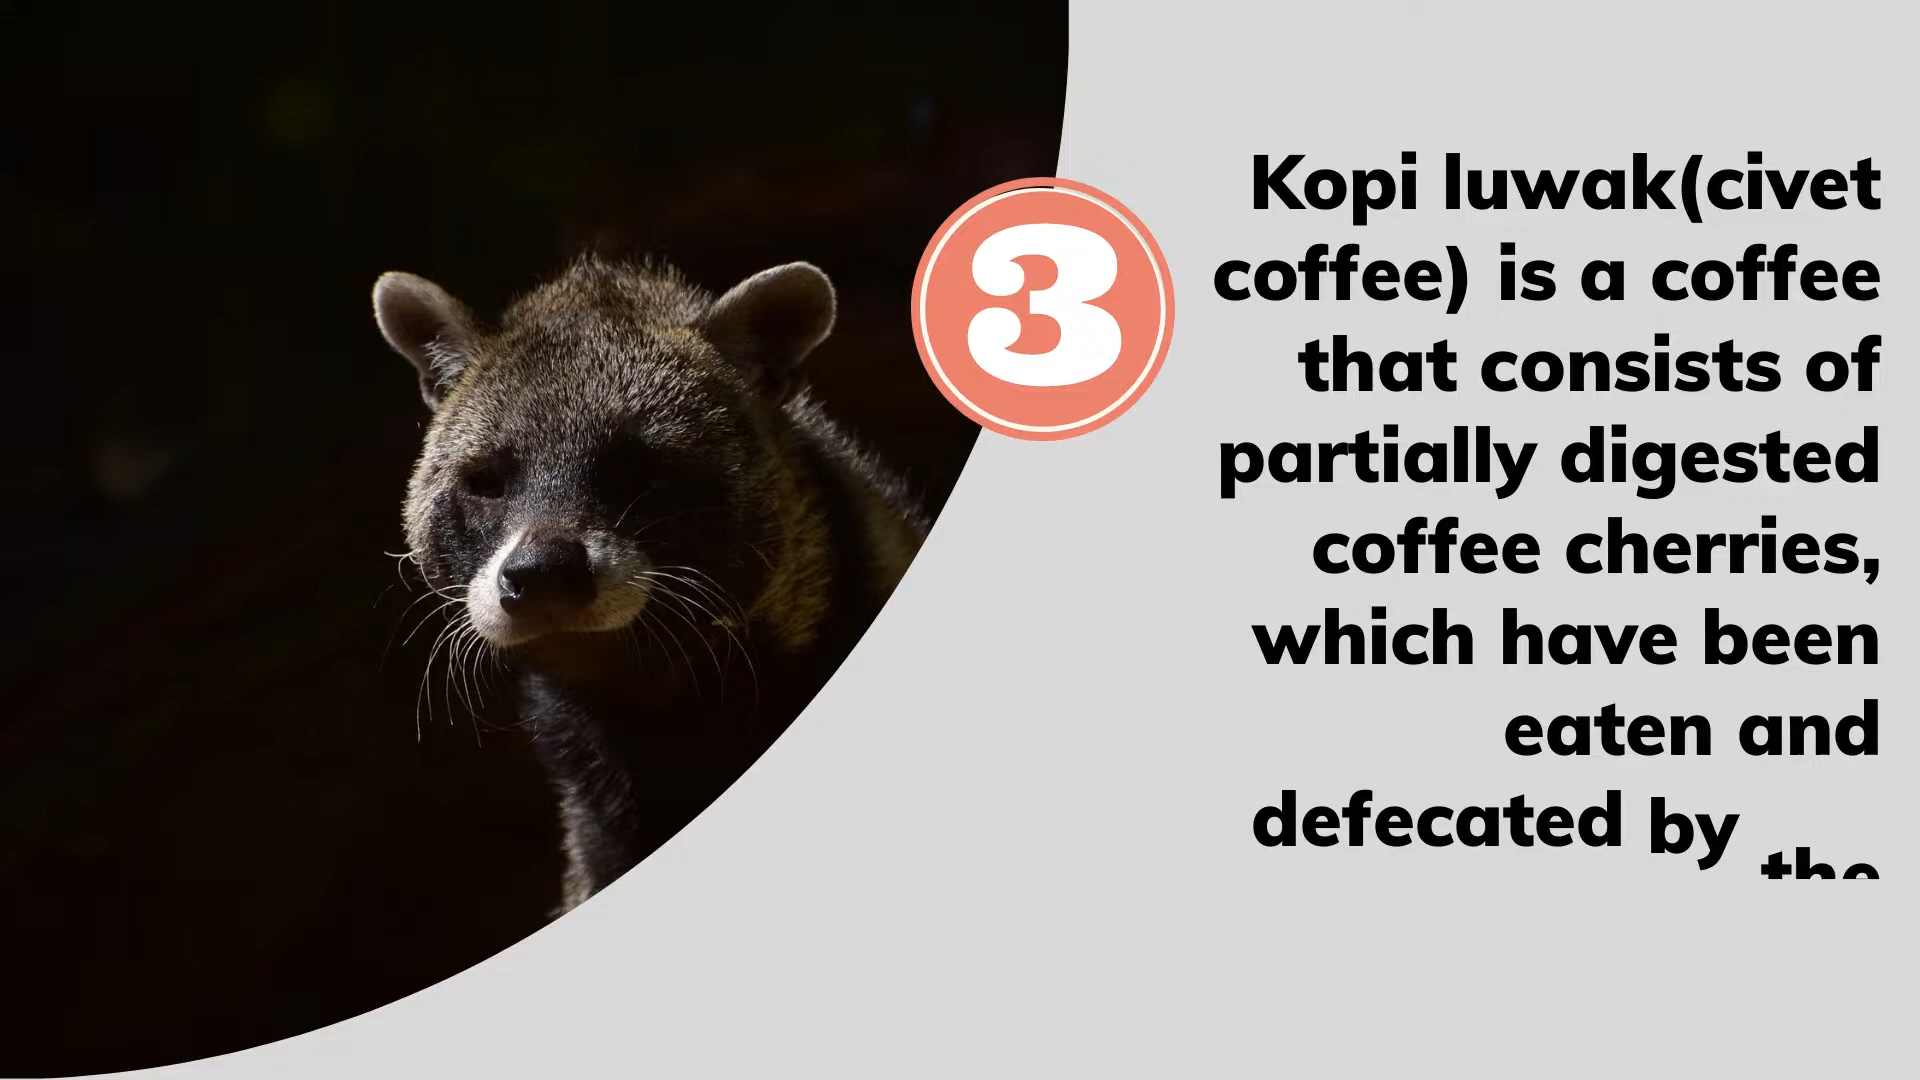 3
Kopi luwak(civet
coffee) is a coffee
that consists of
partially digested
coffee cherries,
which have been
eaten and
defecated by the